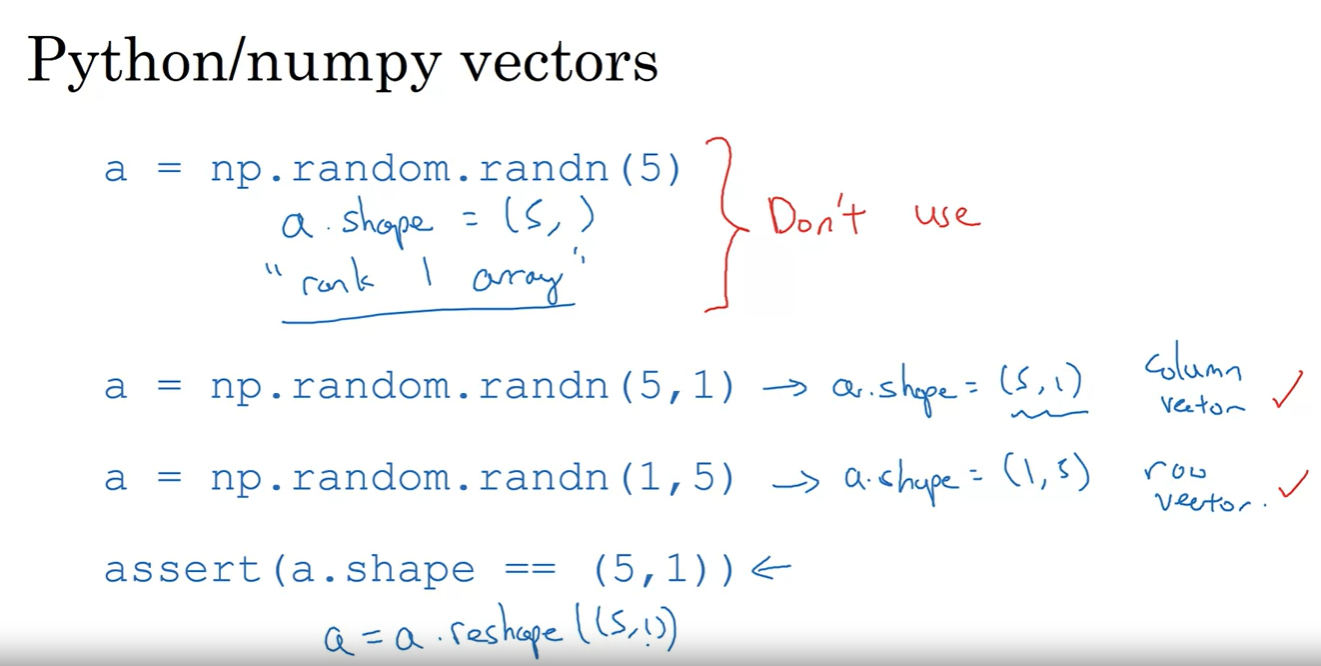 Python/numpy vectors
a = np.random.randn(5)
a.shape = (5, )
"rank 1 array"
Don't use
a = np.random.randn(5,1) → a.shape = (5,1) column vector ✓
a = np.random.randn(1,5) → a.shape = (1,5) row vector. ✓
assert(a.shape == (5,1)) ←
a = a.reshape((5,1))